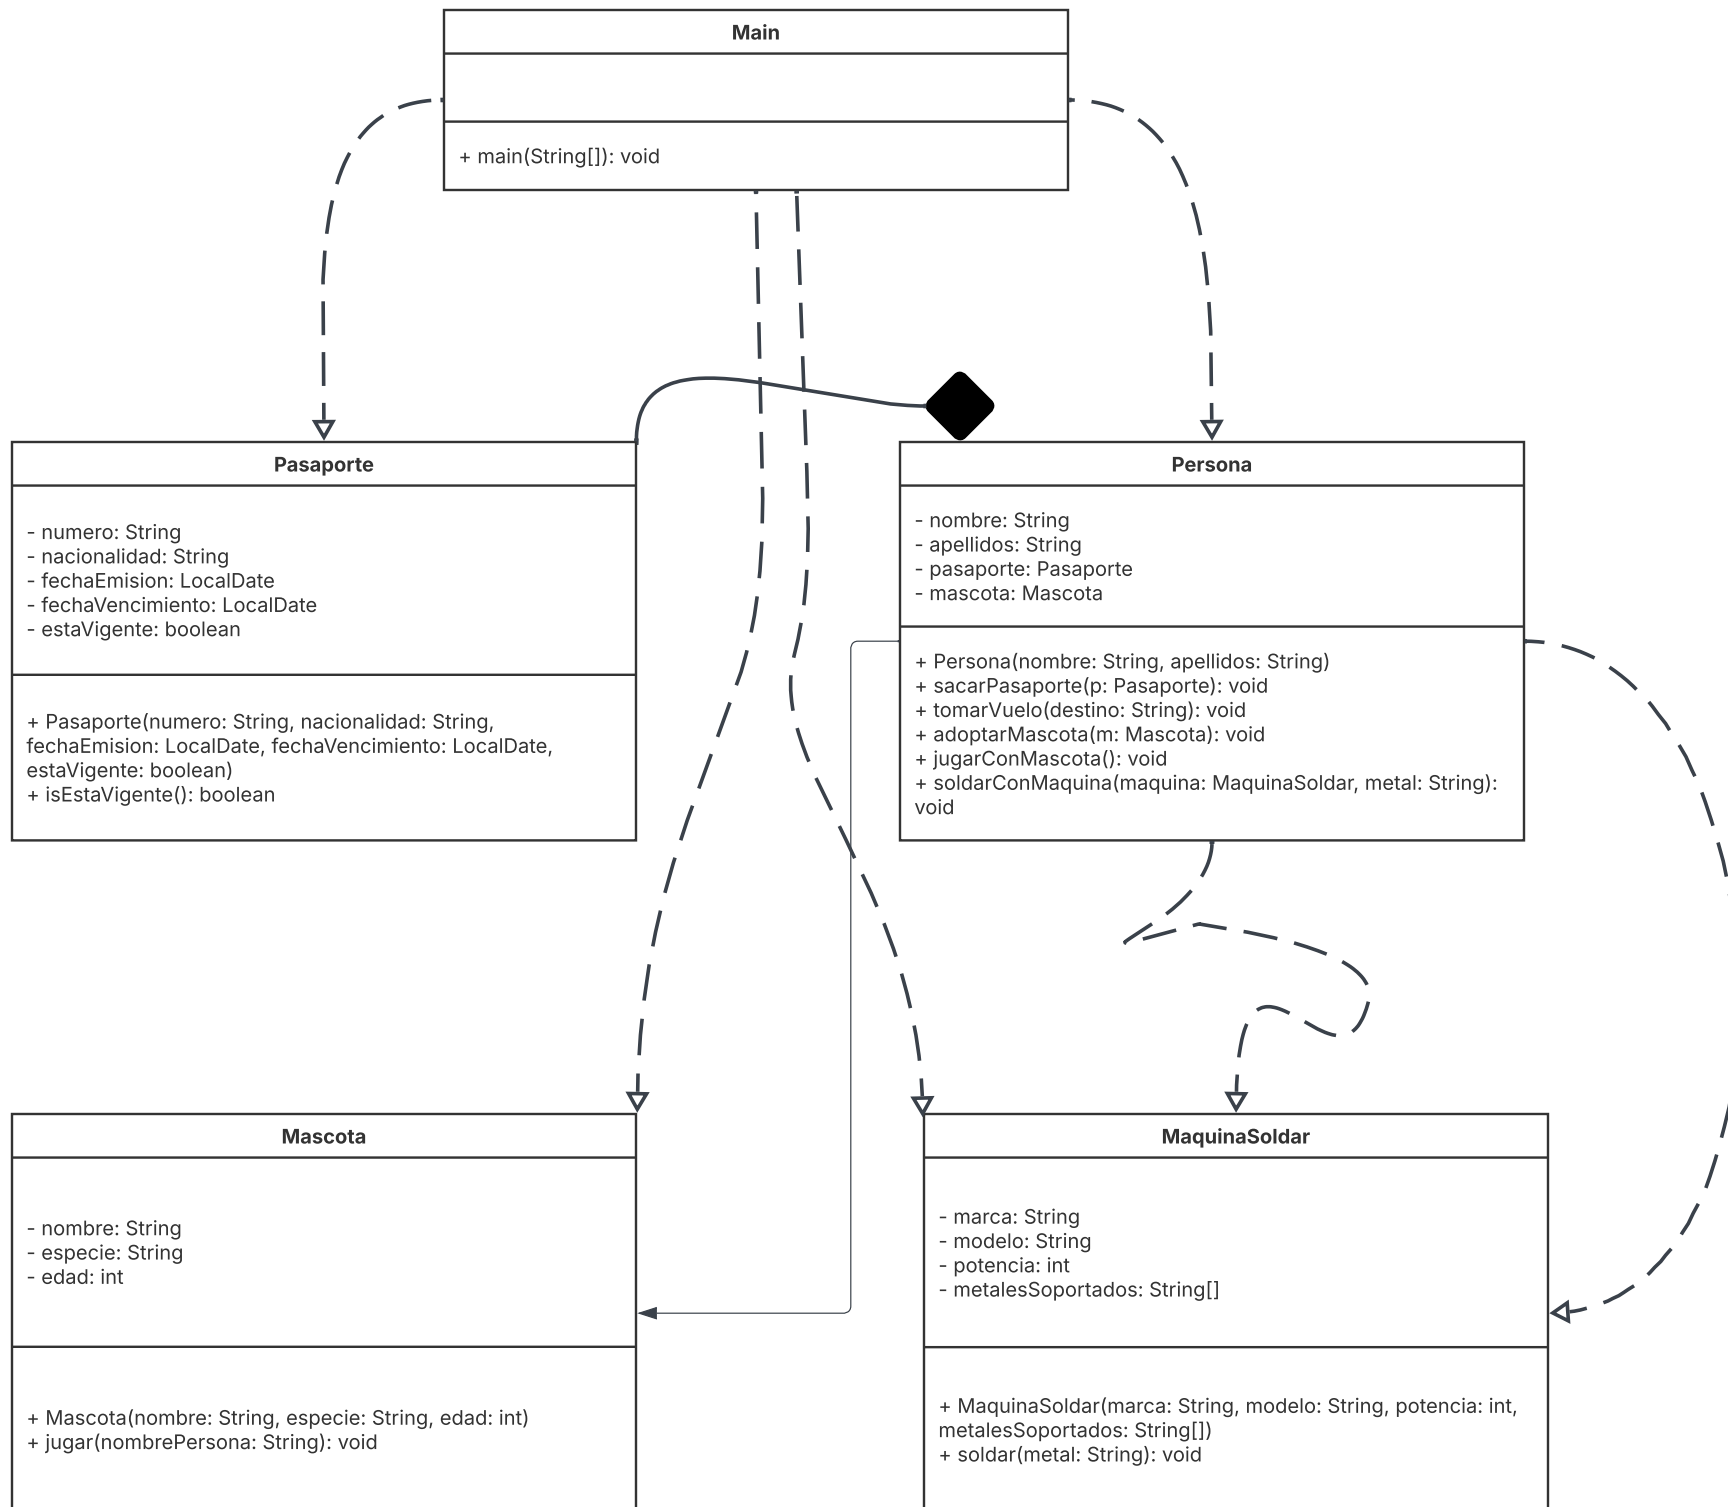 Main
+ main(String[]): void
Pasaporte
- numero: String
- nacionalidad: String
- fechaEmision: LocalDate
- fechaVencimiento: LocalDate
- estaVigente: boolean
+ Pasaporte(numero: String, nacionalidad: String,
fechaEmision: LocalDate, fechaVencimiento: LocalDate,
estaVigente: boolean)
+ isEstaVigente(): boolean
Persona
- nombre: String
- apellidos: String
- pasaporte: Pasaporte
- mascota: Mascota
+ Persona(nombre: String, apellidos: String)
+ sacarPasaporte(p: Pasaporte): void
+ tomarVuelo(destino: String): void
+ adoptarMascota(m: Mascota): void
+ jugarConMascota(): void
+ soldarConMaquina(maquina: MaquinaSoldar, metal: String):
void
Mascota
- nombre: String
- especie: String
- edad: int
+ Mascota(nombre: String, especie: String, edad: int)
+ jugar(nombrePersona: String): void
MaquinaSoldar
- marca: String
- modelo: String
- potencia: int
- metalesSoportados: String[]
+ MaquinaSoldar(marca: String, modelo: String, potencia: int,
metalesSoportados: String[])
+ soldar(metal: String): void